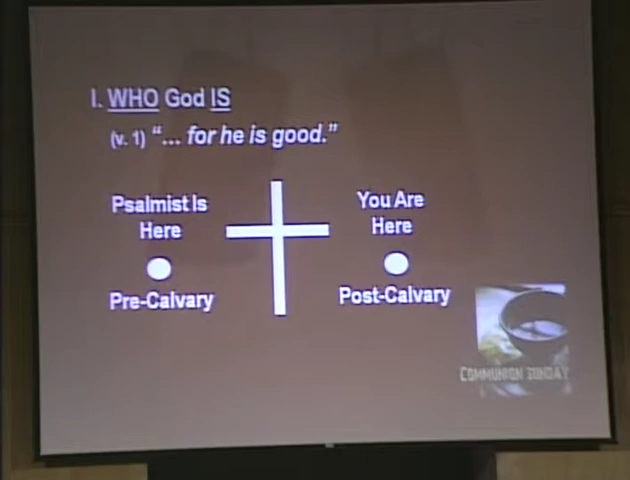 I. WHO God IS
(v. 1) “... for he is good.”
Psalmist Is
Here
Pre-Calvary
You Are
Here
Post-Calvary
COMMUNION SUNDAY